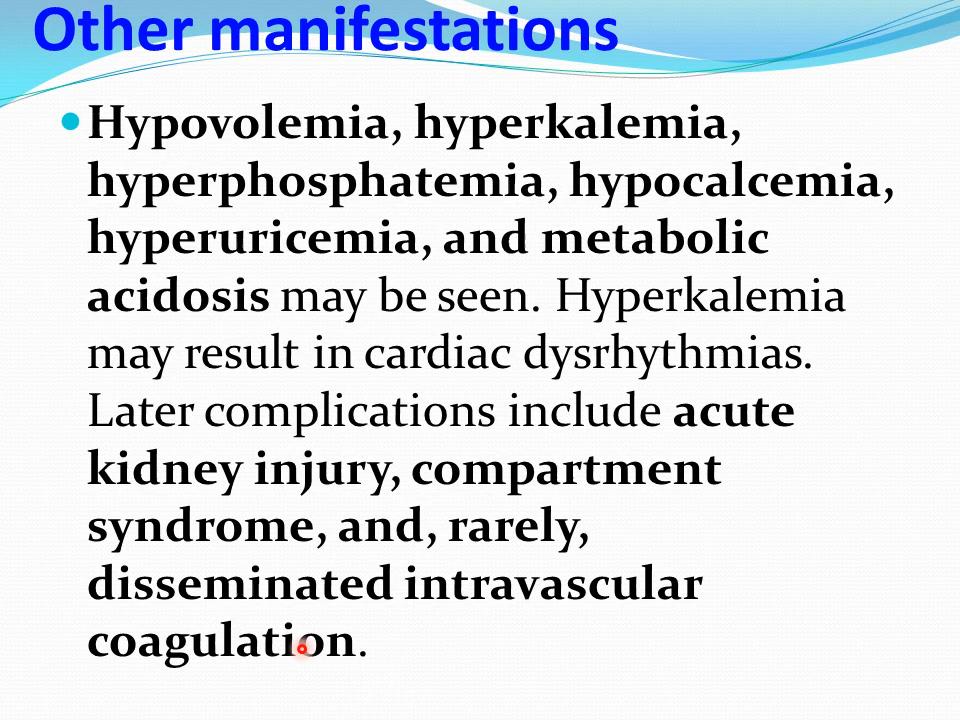 Other manifestations
Hypovolemia, hyperkalemia,
hyperphosphatemia, hypocalcemia,
hyperuricemia, and metabolic
acidosis may be seen. Hyperkalemia
may result in cardiac dysrhythmias.
Later complications include acute
kidney injury, compartment
syndrome, and, rarely,
disseminated intravascular
coagulation.